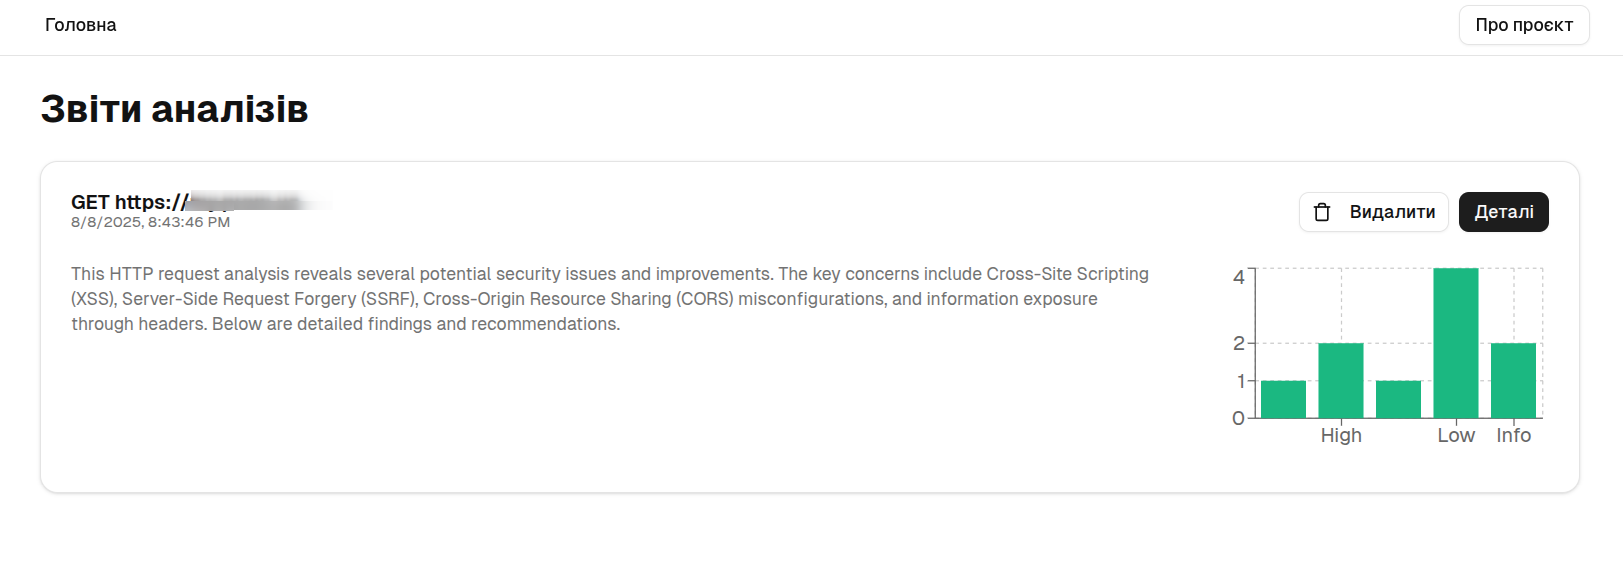 Головна
Про проєкт
Звіти аналізів
GET https://
8/8/2025, 8:43:46 PM
Видалити
Деталі
This HTTP request analysis reveals several potential security issues and improvements. The key concerns include Cross-Site Scripting
(XSS), Server-Side Request Forgery (SSRF), Cross-Origin Resource Sharing (CORS) misconfigurations, and information exposure
through headers. Below are detailed findings and recommendations.
4
2
1
0
High Low Info